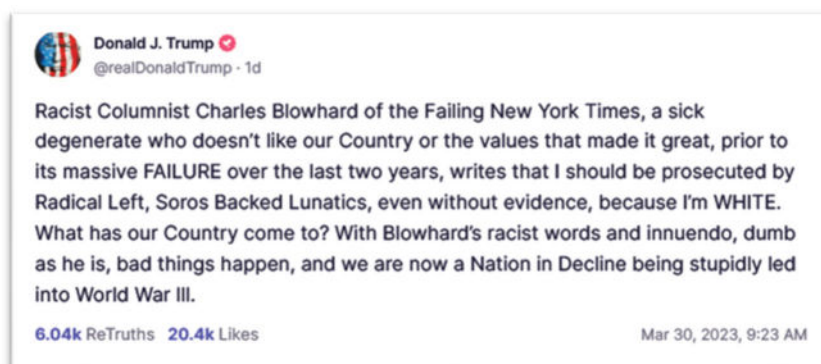 Donald J. Trump
@realDonaldTrump · 1d
Racist Columnist Charles Blowhard of the Failing New York Times, a sick
degenerate who doesn't like our Country or the values that made it great, prior to
its massive FAILURE over the last two years, writes that I should be prosecuted by
Radical Left, Soros Backed Lunatics, even without evidence, because I'm WHITE.
What has our Country come to? With Blowhard's racist words and innuendo, dumb
as he is, bad things happen, and we are now a Nation in Decline being stupidly led
into World War III.
6.04k ReTruths 20.4k Likes Mar 30, 2023, 9:23 AM